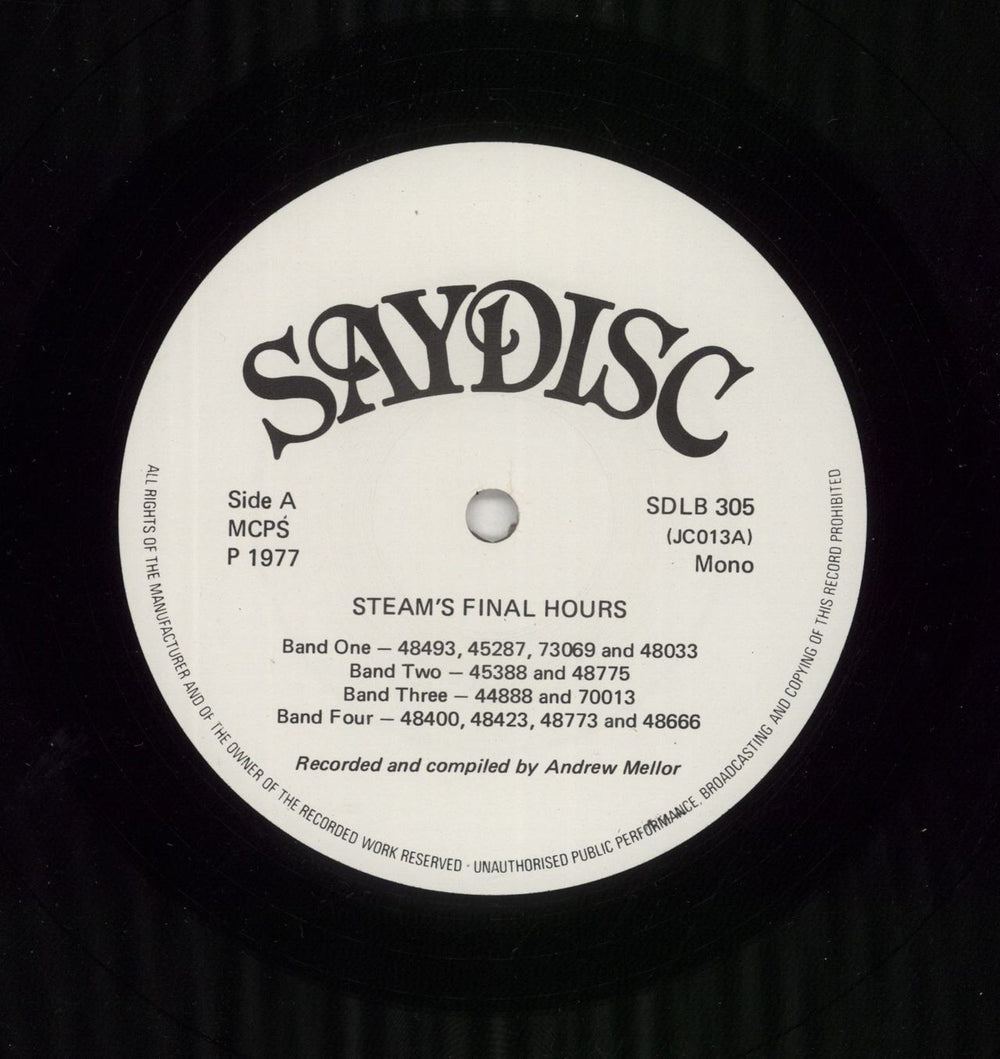 SAYDISC
Side A
MCPS
P 1977
SDLB 305
(JC013A)
Mono
STEAM'S FINAL HOURS
Band One — 48493, 45287, 73069 and 48033
Band Two — 45388 and 48775
Band Three — 44888 and 70013
Band Four — 48400, 48423, 48773 and 48666
Recorded and compiled by Andrew Mellor
ALL RIGHTS OF THE MANUFACTURER AND OF THE OWNER OF THE RECORDED WORK RESERVED · UNAUTHORISED PUBLIC PERFORMANCE, BROADCASTING AND COPYING OF THIS RECORD PROHIBITED